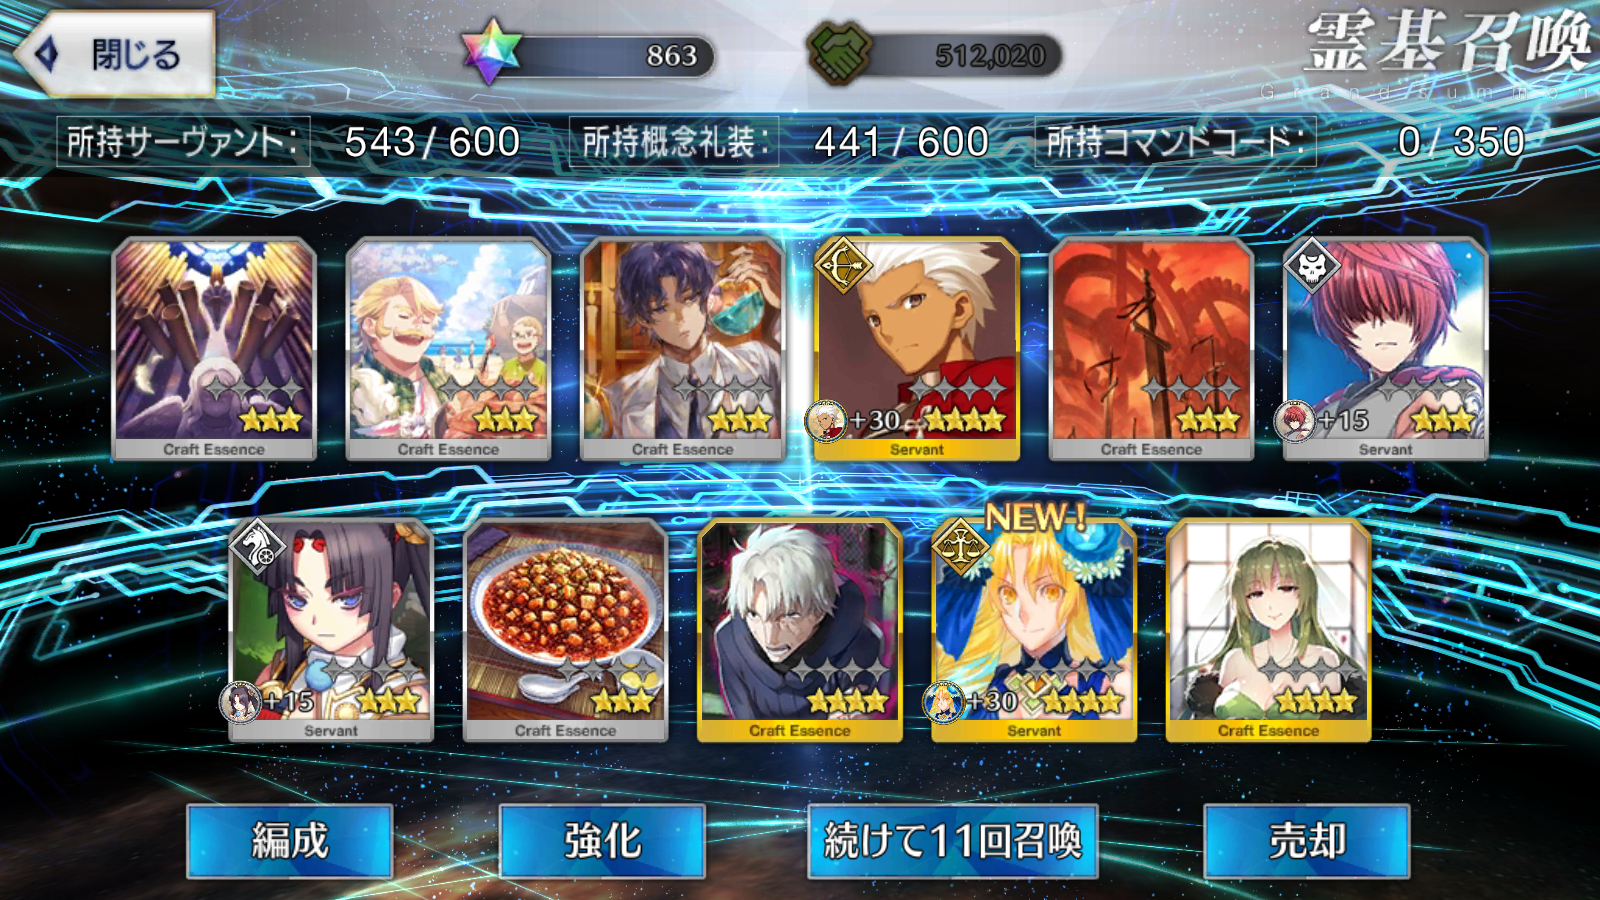 閉じる
863
512,020
霊基召喚
Grand summon
所持サーヴァント: 543 / 600
所持概念礼装: 441 / 600
所持コマンドコード: 0 / 350
Craft Essence
Craft Essence
Craft Essence
+30
Servant
Craft Essence
+15
Servant
+15
Servant
Craft Essence
Craft Essence
NEW!
+30
Servant
Craft Essence
編成
強化
続けて11回召喚
売却